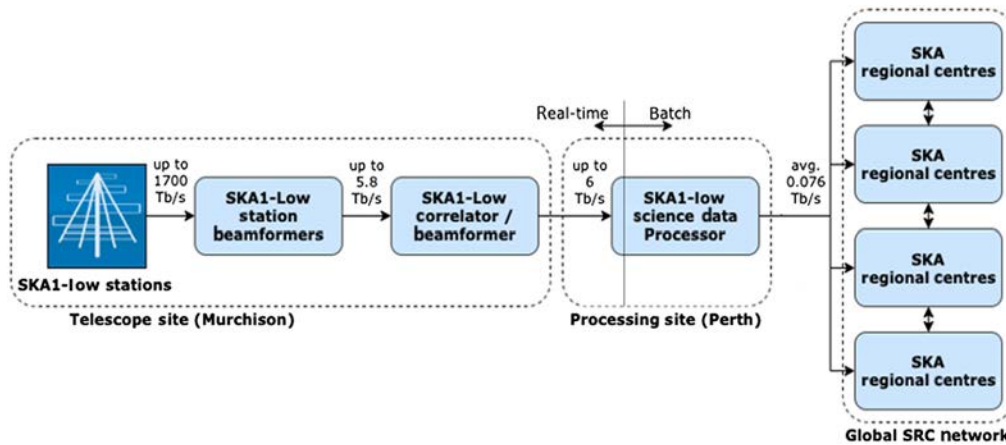 up to
1700
Tb/s
SKA1-Low
station
beamformers
up to
5.8
Tb/s
SKA1-Low
correlator /
beamformer
SKA1-low stations
Telescope site (Murchison)
Real-time
Batch
up to
6
Tb/s
SKA1-low
science data
Processor
Processing site (Perth)
avg.
0.076
Tb/s
SKA
regional centres
SKA
regional centres
SKA
regional centres
SKA
regional centres
Global SRC network